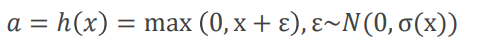 a = h(x) = max (0, x + ε), ε~N(0, σ(x))